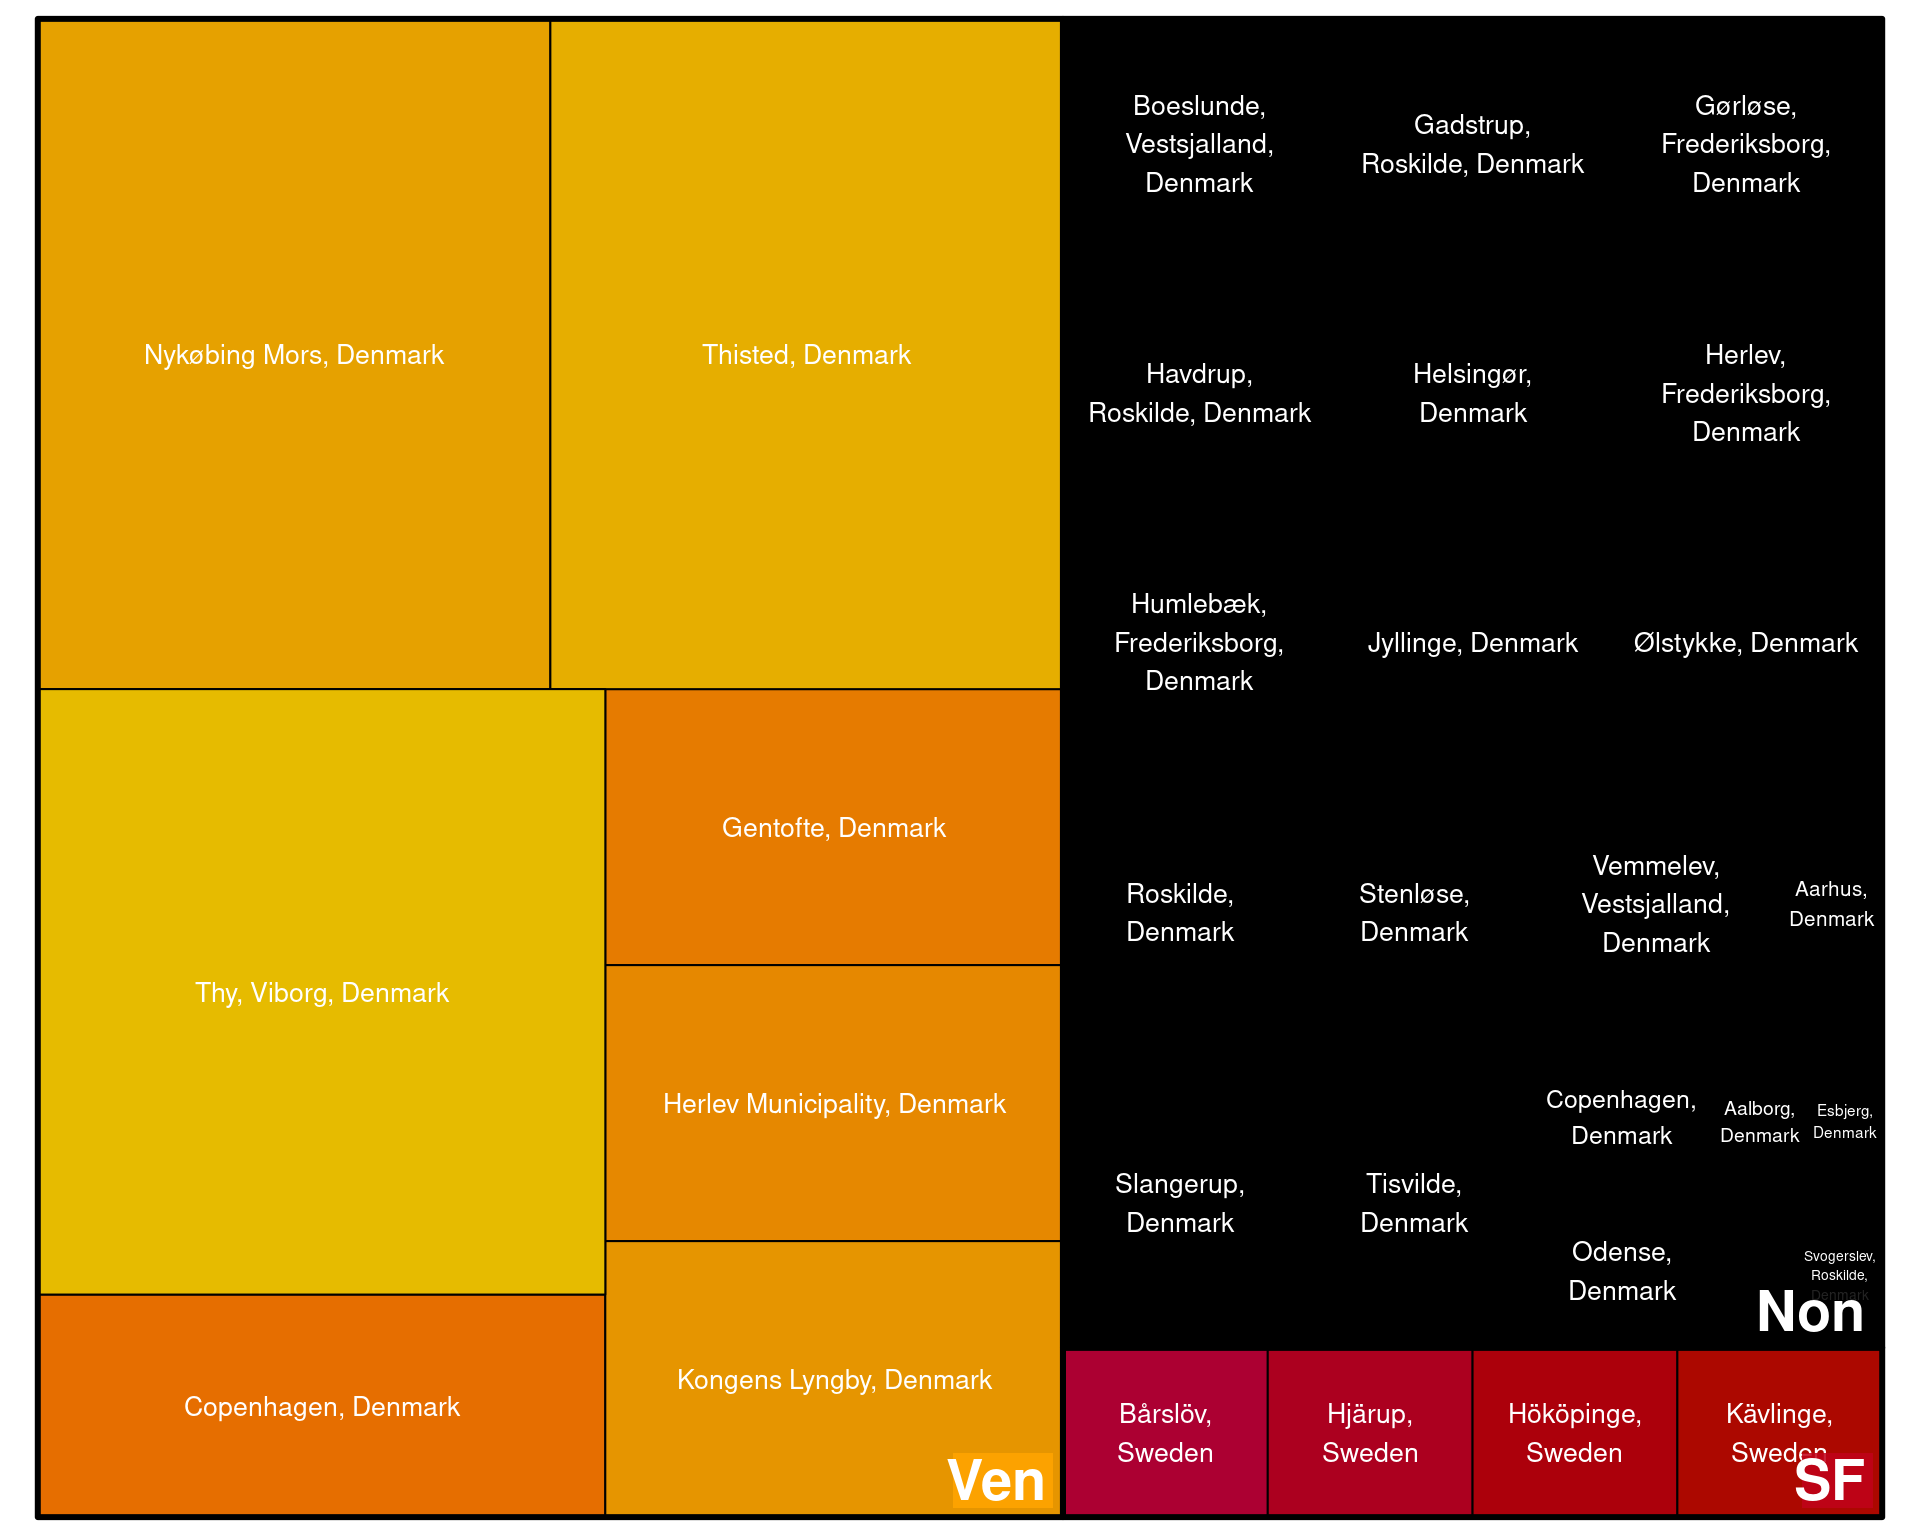 Nykøbing Mors, Denmark
Thisted, Denmark
Thy, Viborg, Denmark
Gentofte, Denmark
Herlev Municipality, Denmark
Copenhagen, Denmark
Kongens Lyngby, Denmark
Ven
Boeslunde,
Vestsjalland,
Denmark
Gadstrup,
Roskilde, Denmark
Gørløse,
Frederiksborg,
Denmark
Havdrup,
Roskilde, Denmark
Helsingør,
Denmark
Herlev,
Frederiksborg,
Denmark
Humlebæk,
Frederiksborg,
Denmark
Jyllinge, Denmark
Ølstykke, Denmark
Roskilde,
Denmark
Stenløse,
Denmark
Vemmelev,
Vestsjalland,
Denmark
Aarhus,
Denmark
Slangerup,
Denmark
Tisvilde,
Denmark
Copenhagen,
Denmark
Aalborg,
Denmark
Esbjerg,
Denmark
Odense,
Denmark
Svogerslev,
Roskilde,
Denmark
Non
Bårslöv,
Sweden
Hjärup,
Sweden
Hököpinge,
Sweden
Kävlinge,
Sweden
SF